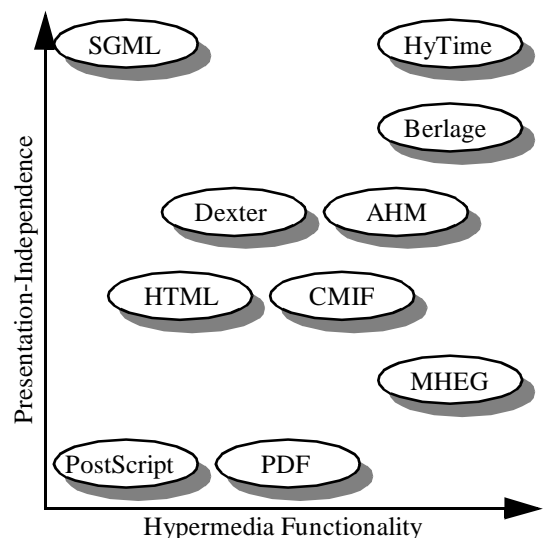 SGML
HyTime
Berlage
Dexter
AHM
HTML
CMIF
MHEG
PostScript
PDF
Presentation-Independence
Hypermedia Functionality